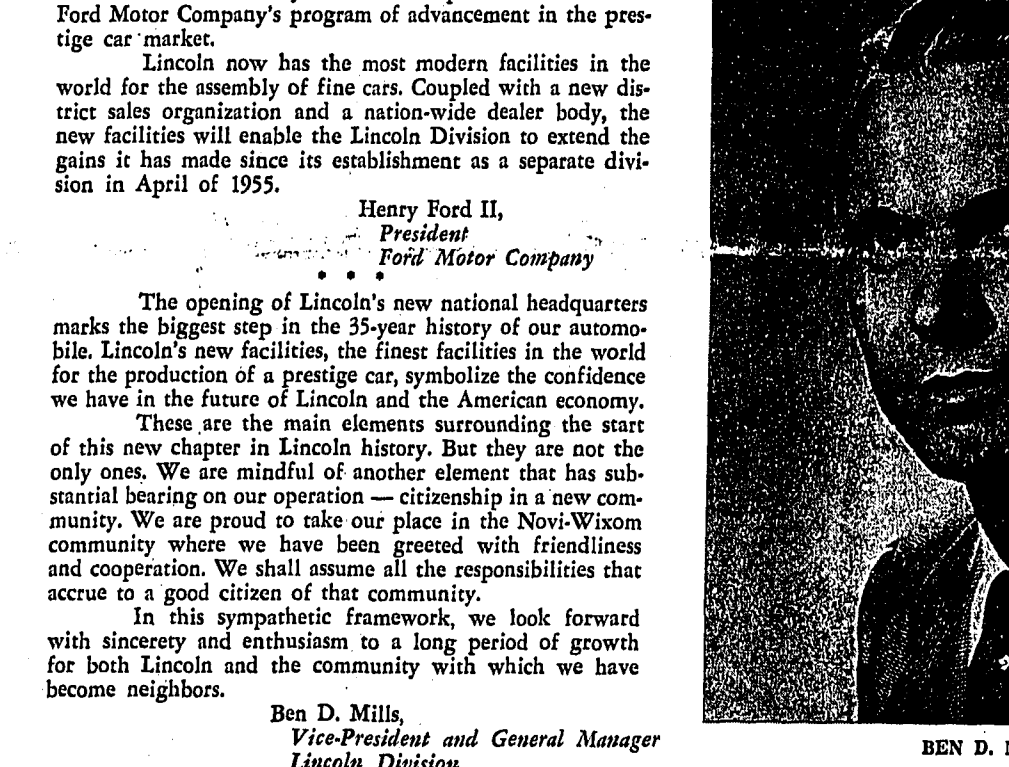 Ford Motor Company's program of advancement in the pres-
tige car market.
Lincoln now has the most modern facilities in the
world for the assembly of fine cars. Coupled with a new dis-
trict sales organization and a nation-wide dealer body, the
new facilities will enable the Lincoln Division to extend the
gains it has made since its establishment as a separate divi-
sion in April of 1955.
Henry Ford II,
President
Ford Motor Company
• • •
The opening of Lincoln's new national headquarters
marks the biggest step in the 35-year history of our automo-
bile. Lincoln's new facilities, the finest facilities in the world
for the production of a prestige car, symbolize the confidence
we have in the future of Lincoln and the American economy.
These are the main elements surrounding the start
of this new chapter in Lincoln history. But they are not the
only ones. We are mindful of another element that has sub-
stantial bearing on our operation — citizenship in a new com-
munity. We are proud to take our place in the Novi-Wixom
community where we have been greeted with friendliness
and cooperation. We shall assume all the responsibilities that
accrue to a good citizen of that community.
In this sympathetic framework, we look forward
with sincerety and enthusiasm to a long period of growth
for both Lincoln and the community with which we have
become neighbors.
Ben D. Mills,
Vice-President and General Manager
Lincoln Division
BEN D.